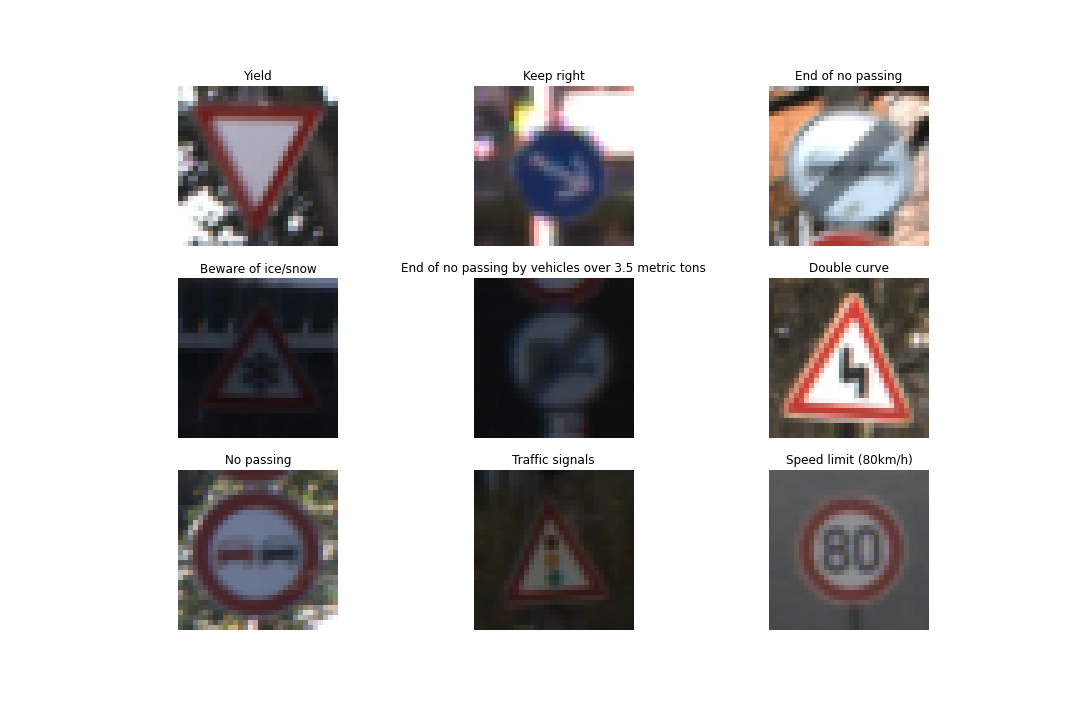 Yield
Keep right
End of no passing
Beware of ice/snow
End of no passing by vehicles over 3.5 metric tons
Double curve
No passing
Traffic signals
Speed limit (80km/h)
80